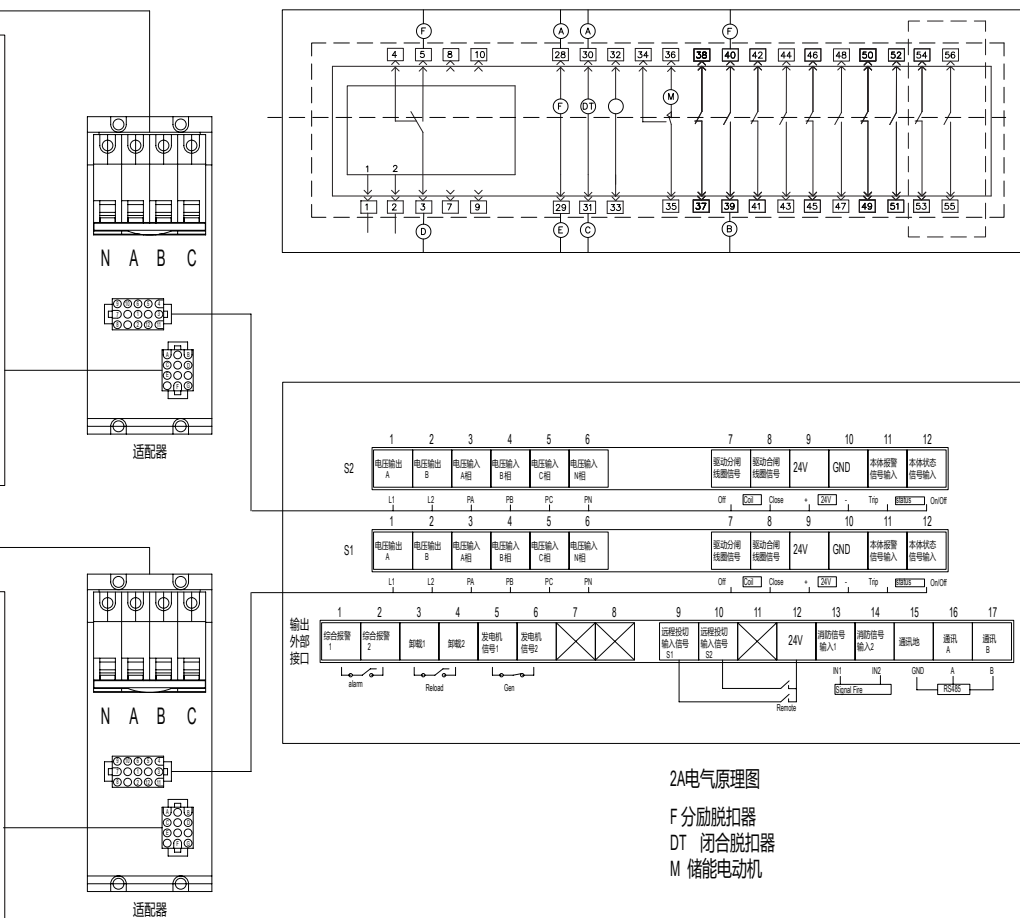 F A A F
4 5 8 10 28 30 32 34 36 38 40 42 44 46 48 50 52 54 56
F DT M
1 2
1 2 3 7 9 29 31 33 35 37 39 41 43 45 47 49 51 53 55
D E C B
N A B C
适配器
1 2 3 4 5 6 7 8 9 10 11 12
S2
电压输出 A
电压输出 B
电压输入 A相
电压输入 B相
电压输入 C相
电压输入 N相
驱动分闸 线圈信号
驱动合闸 线圈信号
24V
GND
本体报警 信号输入
本体状态 信号输入
L1 L2 PA PB PC PN Off Coil Close + 24V - Trip status On/Off
1 2 3 4 5 6 7 8 9 10 11 12
S1
电压输出 A
电压输出 B
电压输入 A相
电压输入 B相
电压输入 C相
电压输入 N相
驱动分闸 线圈信号
驱动合闸 线圈信号
24V
GND
本体报警 信号输入
本体状态 信号输入
L1 L2 PA PB PC PN Off Coil Close + 24V - Trip status On/Off
1 2 3 4 5 6 7 8 9 10 11 12 13 14 15 16 17
输出
外部
接口
综合报警 1
综合报警 2
卸载1
卸载2
发电机 信号1
发电机 信号2
远程投切 输入信号 S1
远程投切 输入信号 S2
24V
消防信号 输入1
消防信号 输入2
通讯地
通讯 A
通讯 B
alarm Reload Gen Remote
IN1 IN2 GND A B
Signal Fire RS485
N A B C
适配器
2A电气原理图
F 分励脱扣器
DT 闭合脱扣器
M 储能电动机